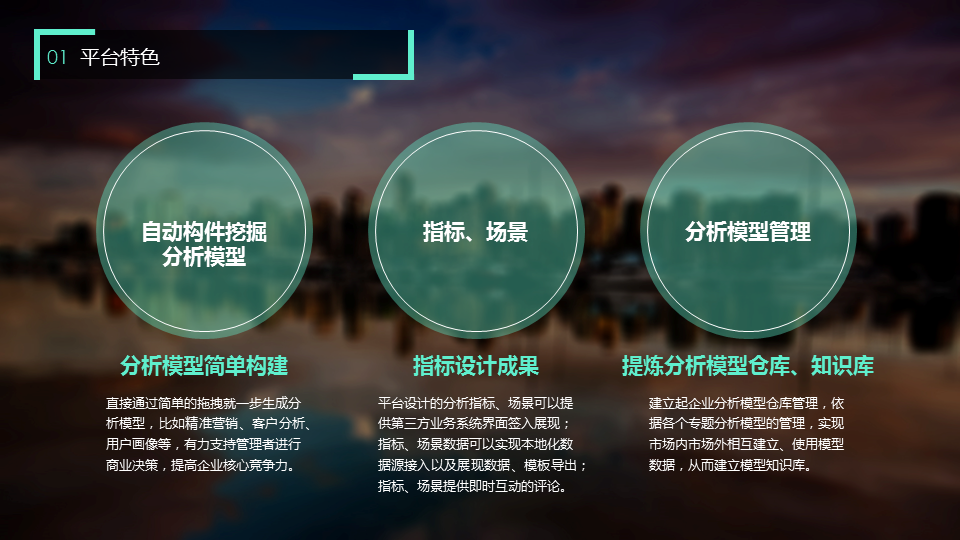 01 平台特色
自动构件挖掘
分析模型
指标、场景
分析模型管理
分析模型简单构建
指标设计成果
提炼分析模型仓库、知识库
直接通过简单的拖拽就一步生成分
析模型，比如精准营销、客户分析、
用户画像等，有力支持管理者进行
商业决策，提高企业核心竞争力。
平台设计的分析指标、场景可以提
供第三方业务系统界面签入展现；
指标、场景数据可以实现本地化数
据源接入以及展现数据、模板导出；
指标、场景提供即时互动的评论。
建立起企业分析模型仓库管理，依
据各个专题分析模型的管理，实现
市场内市场外相互建立、使用模型
数据，从而建立模型知识库。